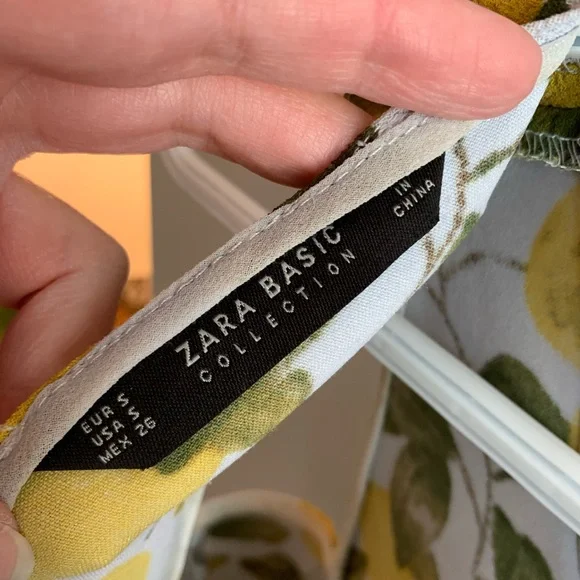 EUR S
USA S
MEX 26
ZARA BASIC
COLLECTION
IN
CHINA